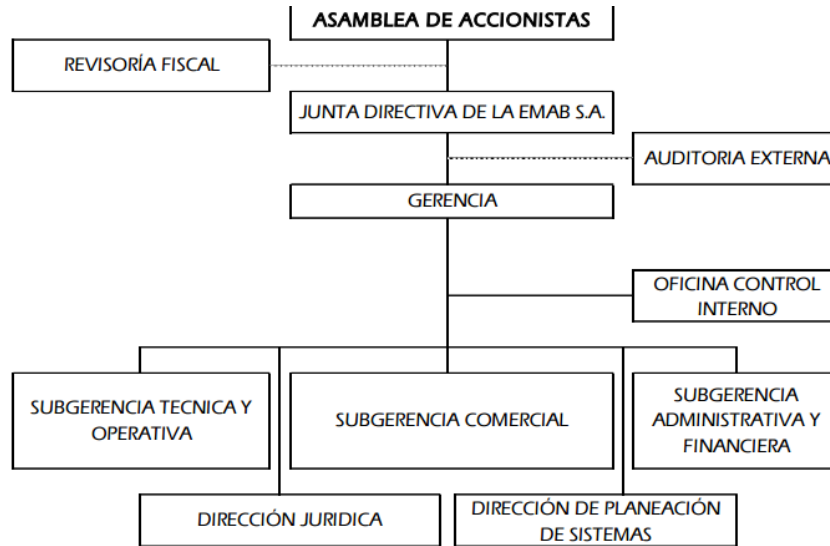 ASAMBLEA DE ACCIONISTAS
REVISORÍA FISCAL
JUNTA DIRECTIVA DE LA EMAB S.A.
AUDITORIA EXTERNA
GERENCIA
OFICINA CONTROL
INTERNO
SUBGERENCIA TECNICA Y
OPERATIVA
SUBGERENCIA COMERCIAL
SUBGERENCIA
ADMINISTRATIVA Y
FINANCIERA
DIRECCIÓN JURIDICA
DIRECCIÓN DE PLANEACIÓN
DE SISTEMAS